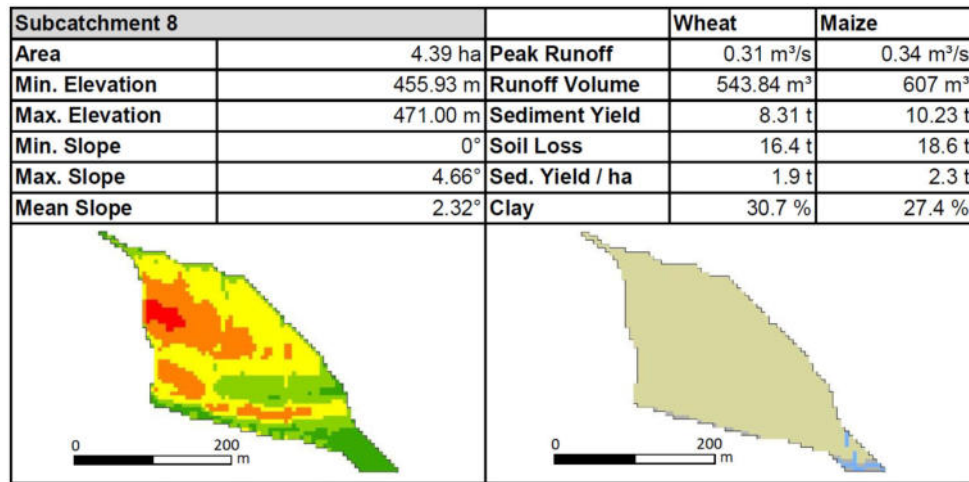 Subcatchment 8 Wheat Maize
Area 4.39 ha Peak Runoff 0.31 m³/s 0.34 m³/s
Min. Elevation 455.93 m Runoff Volume 543.84 m³ 607 m³
Max. Elevation 471.00 m Sediment Yield 8.31 t 10.23 t
Min. Slope 0° Soil Loss 16.4 t 18.6 t
Max. Slope 4.66° Sed. Yield / ha 1.9 t 2.3 t
Mean Slope 2.32° Clay 30.7 % 27.4 %
0 200 m
0 200 m